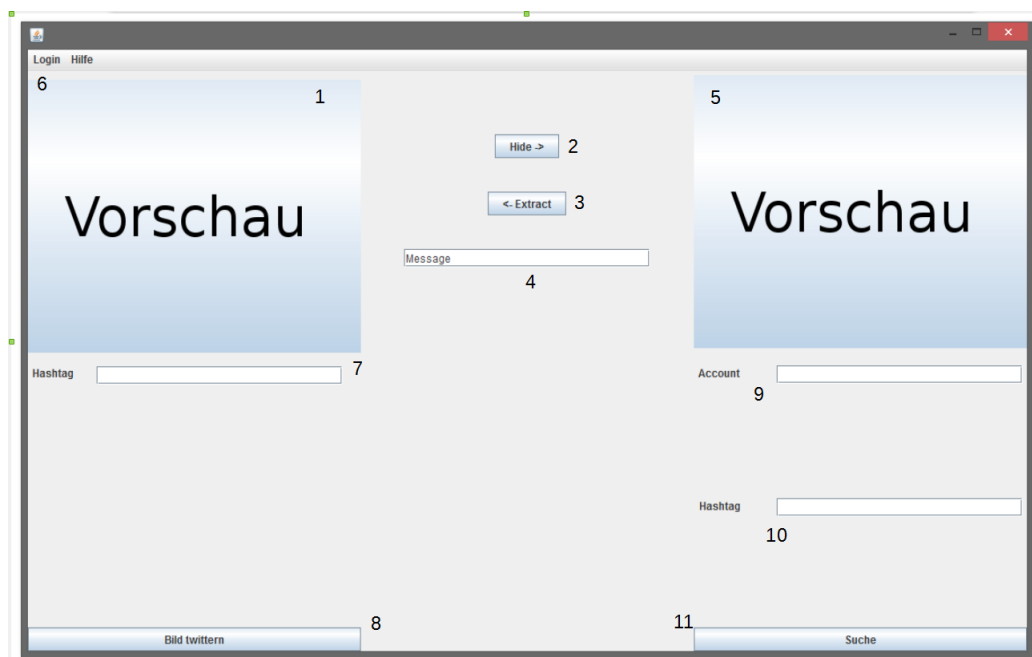 Login Hilfe
6
1
5
Hide ->
2
<- Extract
3
Vorschau
Vorschau
Message
4
Hashtag
7
Account
9
Hashtag
10
Bild twittern
8
11
Suche